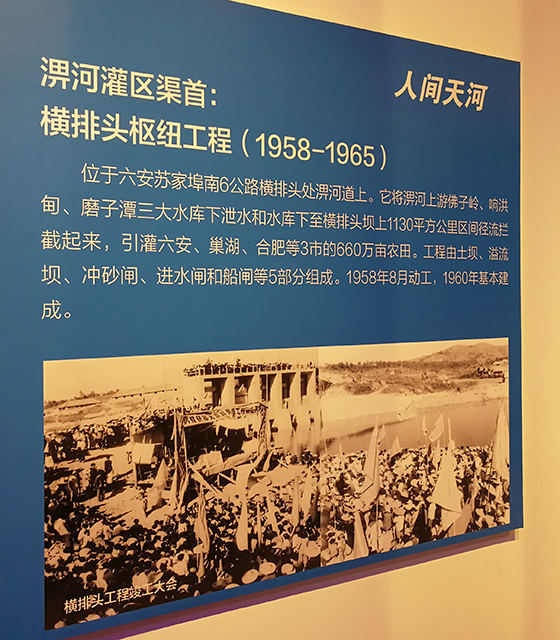 人间天河
淠河灌区渠首：
横排头枢纽工程（1958-1965）
位于六安苏家埠南6公路横排头处淠河道上。它将淠河上游佛子岭、响洪
甸、磨子潭三大水库下泄水和水库下至横排头坝上1130平方公里区间径流拦
截起来，引灌六安、巢湖、合肥等3市的660万亩农田。工程由土坝、溢流
坝、冲砂闸、进水闸和船闸等5部分组成。1958年8月动工，1960年基本建
成。
横排头工程竣工大会